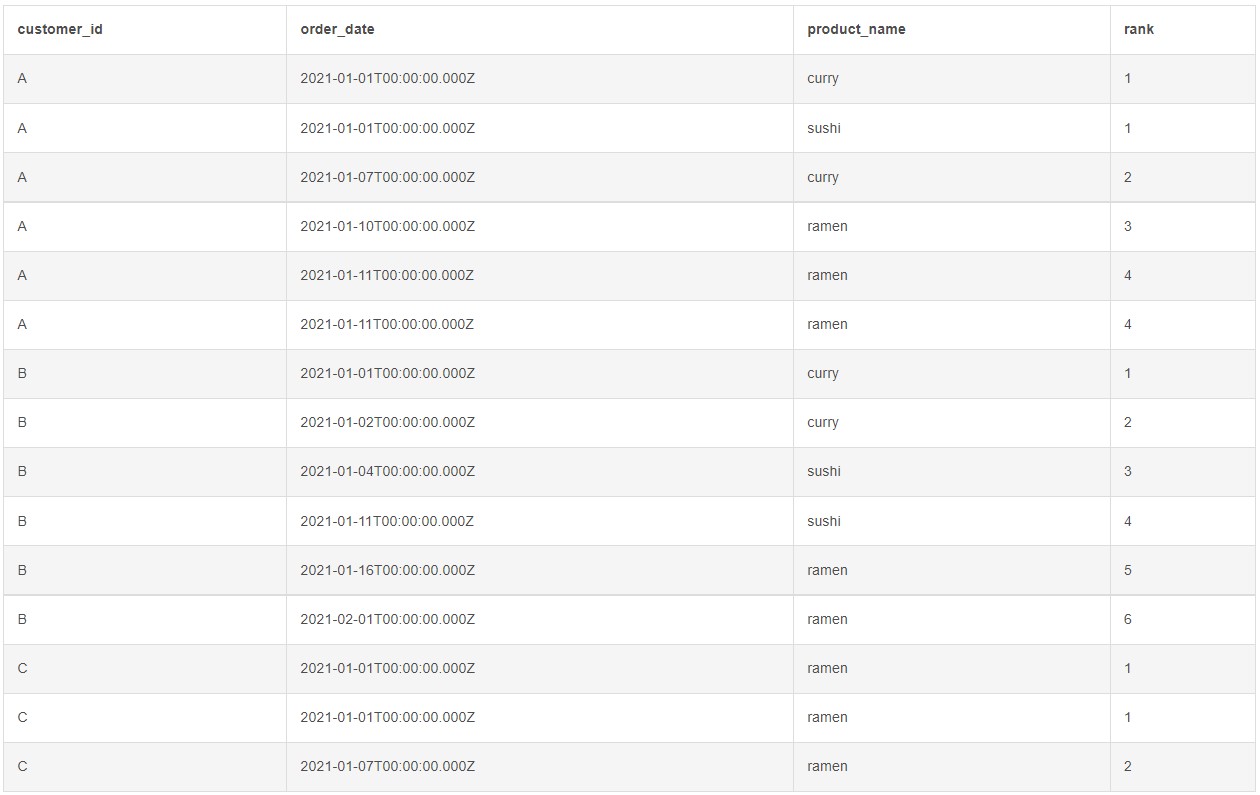 customer_id order_date product_name rank
A 2021-01-01T00:00:00.000Z curry 1
A 2021-01-01T00:00:00.000Z sushi 1
A 2021-01-07T00:00:00.000Z curry 2
A 2021-01-10T00:00:00.000Z ramen 3
A 2021-01-11T00:00:00.000Z ramen 4
A 2021-01-11T00:00:00.000Z ramen 4
B 2021-01-01T00:00:00.000Z curry 1
B 2021-01-02T00:00:00.000Z curry 2
B 2021-01-04T00:00:00.000Z sushi 3
B 2021-01-11T00:00:00.000Z sushi 4
B 2021-01-16T00:00:00.000Z ramen 5
B 2021-02-01T00:00:00.000Z ramen 6
C 2021-01-01T00:00:00.000Z ramen 1
C 2021-01-01T00:00:00.000Z ramen 1
C 2021-01-07T00:00:00.000Z ramen 2